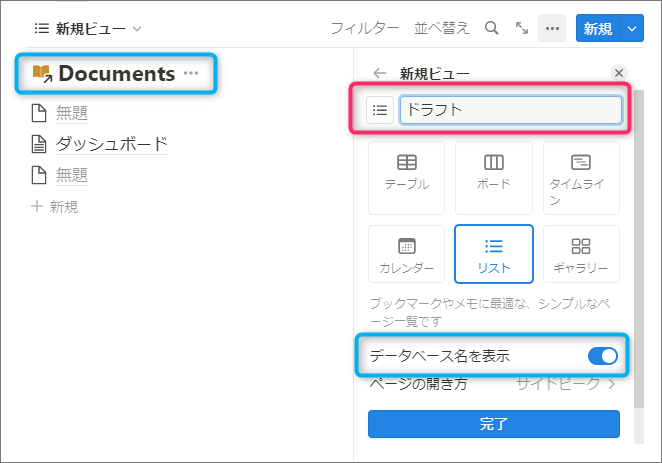 新規ビュー
フィルター 並べ替え
新規
Documents
無題
ダッシュボード
無題
新規
新規ビュー
ドラフト
テーブル
ボード
タイムライ
ン
カレンダー
リスト
ギャラリー
ブックマークやメモに最適な、シンプルなペ
ージ一覧です
データベース名を表示
ページの開き方 サイドピーク
完了